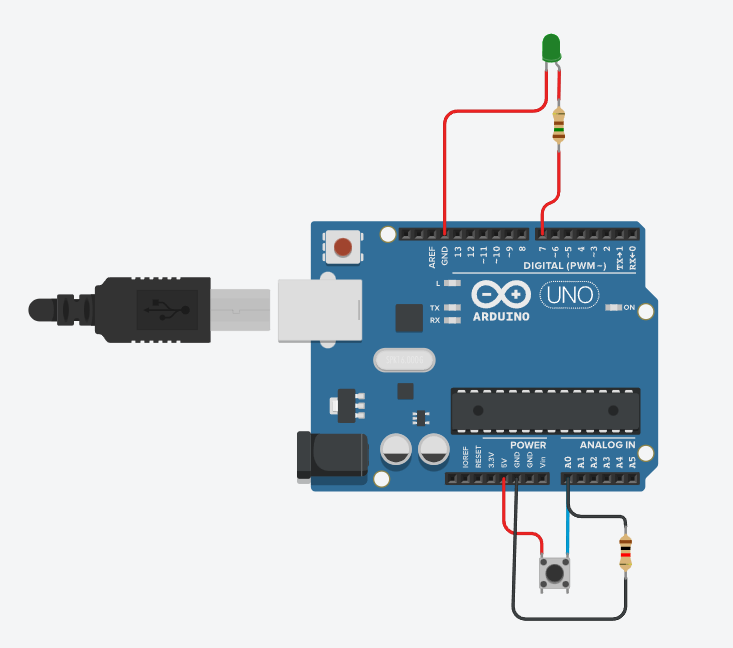 AREF
GND
13
12
~11
~10
~9
8
7
~6
~5
4
~3
2
TX→1
RX←0
DIGITAL (PWM~)
L
TX
RX
ARDUINO
UNO
ON
POWER
ANALOG IN
IOREF
RESET
3.3V
5V
GND
GND
Vin
A0
A1
A2
A3
A4
A5